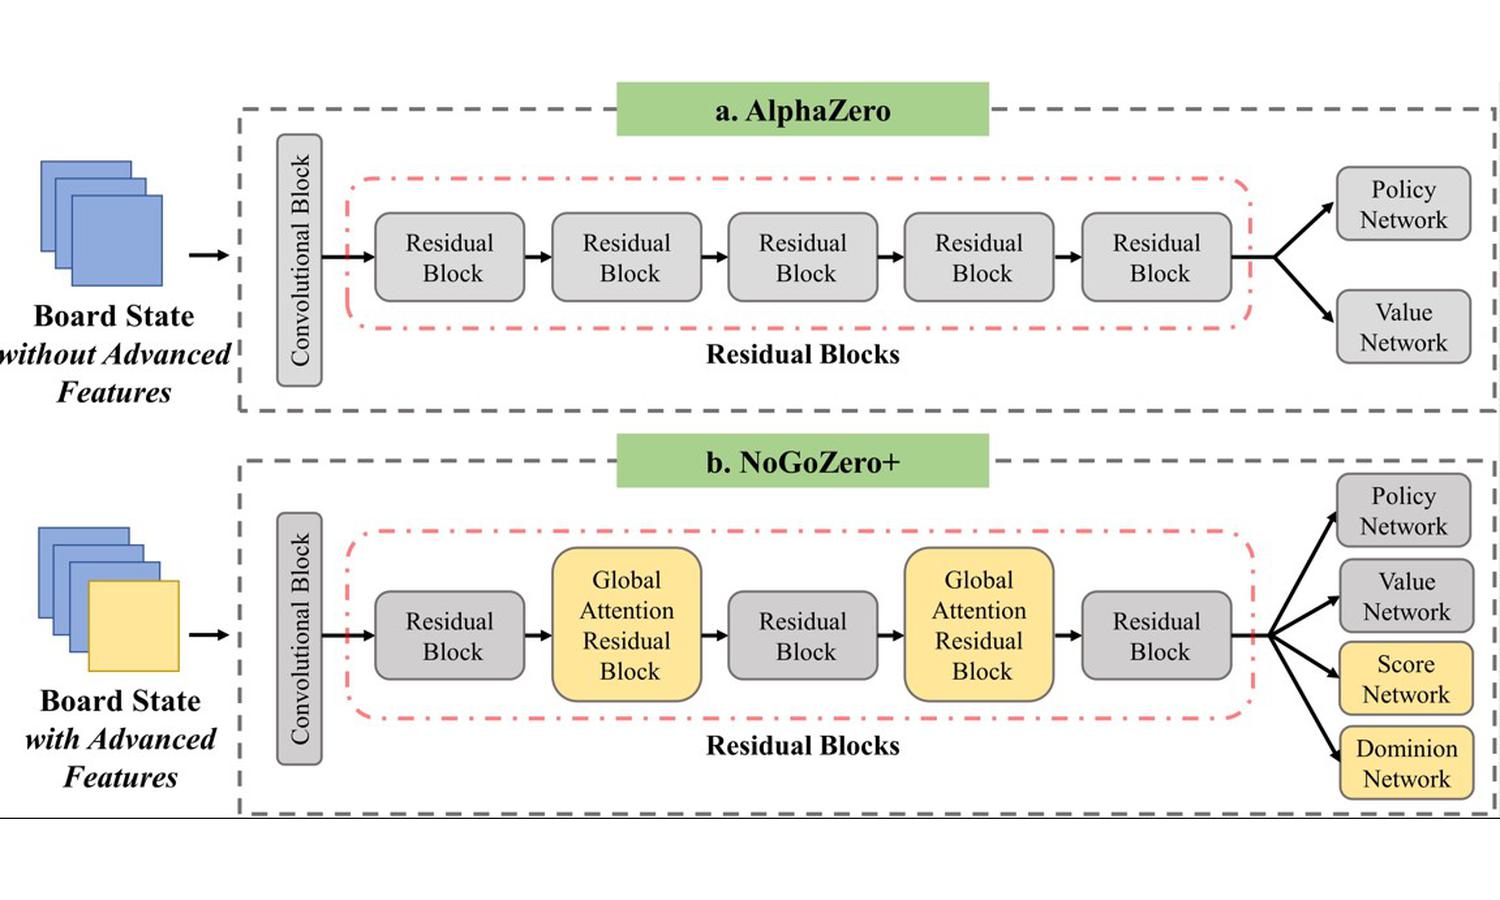 a. AlphaZero
Convolutional Block
Residual
Block
Residual
Block
Residual
Block
Residual
Block
Residual
Block
Policy
Network
Value
Network
Residual Blocks
Board State
without Advanced
Features
b. NoGoZero+
Convolutional Block
Residual
Block
Global
Attention
Residual
Block
Residual
Block
Global
Attention
Residual
Block
Residual
Block
Policy
Network
Value
Network
Score
Network
Dominion
Network
Residual Blocks
Board State
with Advanced
Features